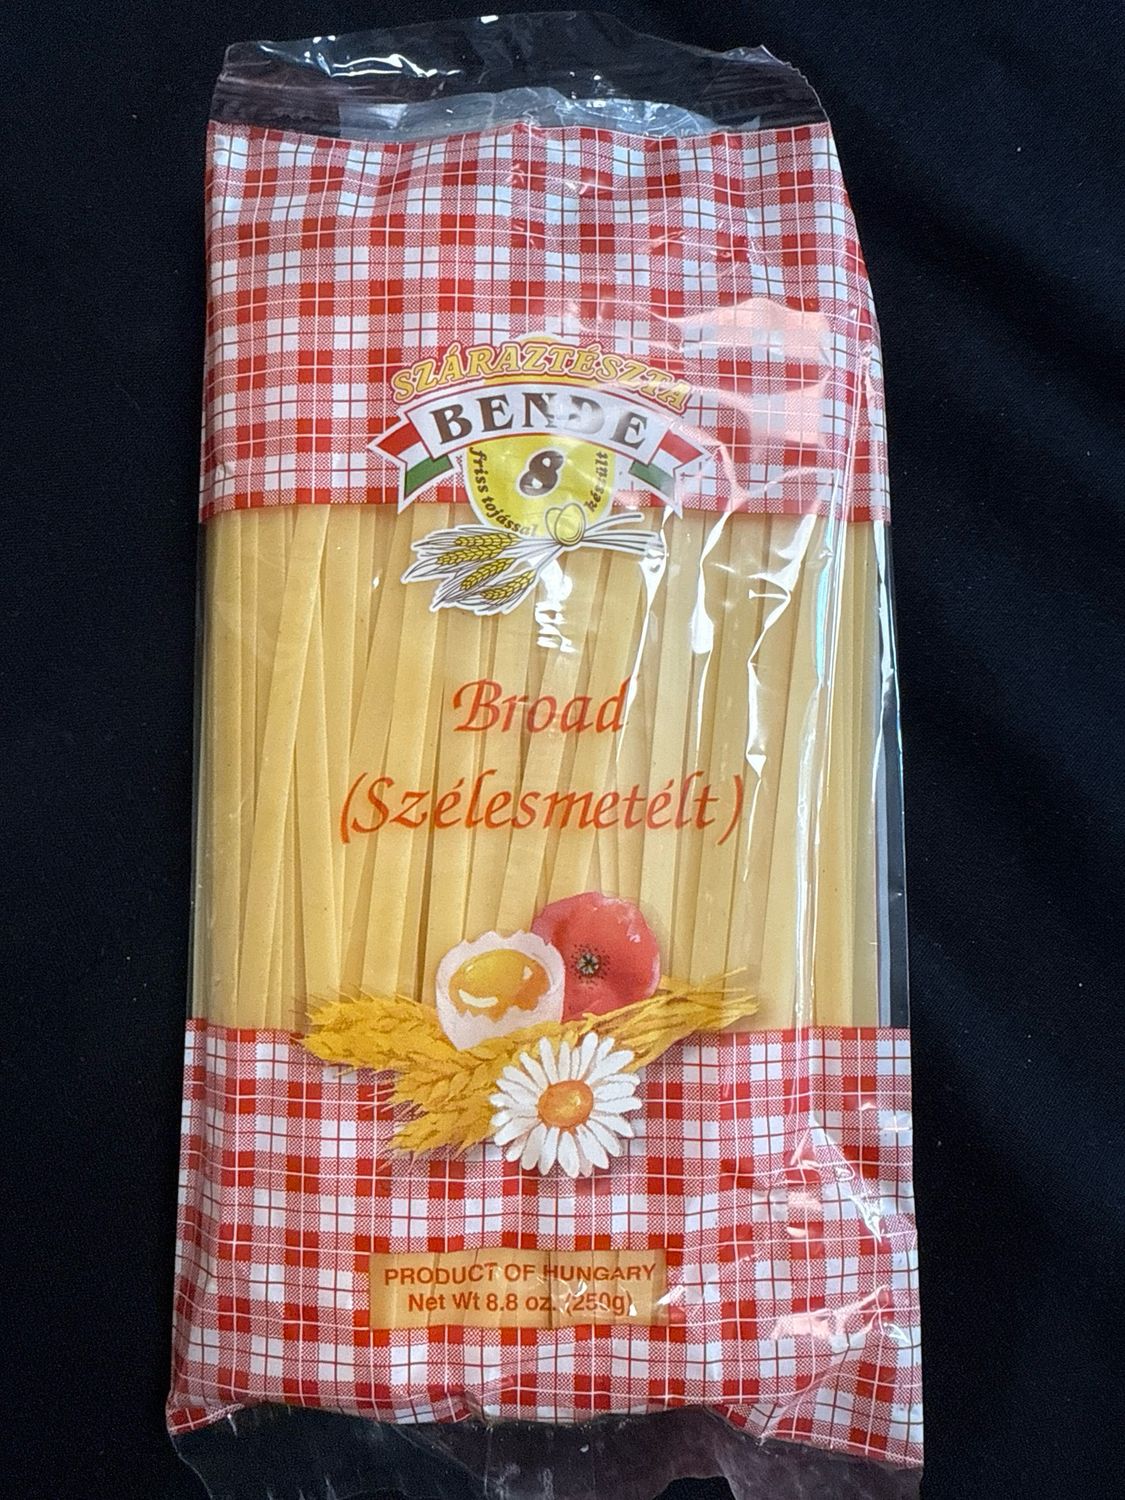 SZÁRAZTÉSZTA
BENDE
8
friss tojással készült
Broad
(Szélesmetélt)
PRODUCT OF HUNGARY
Net Wt 8.8 oz. (250g)